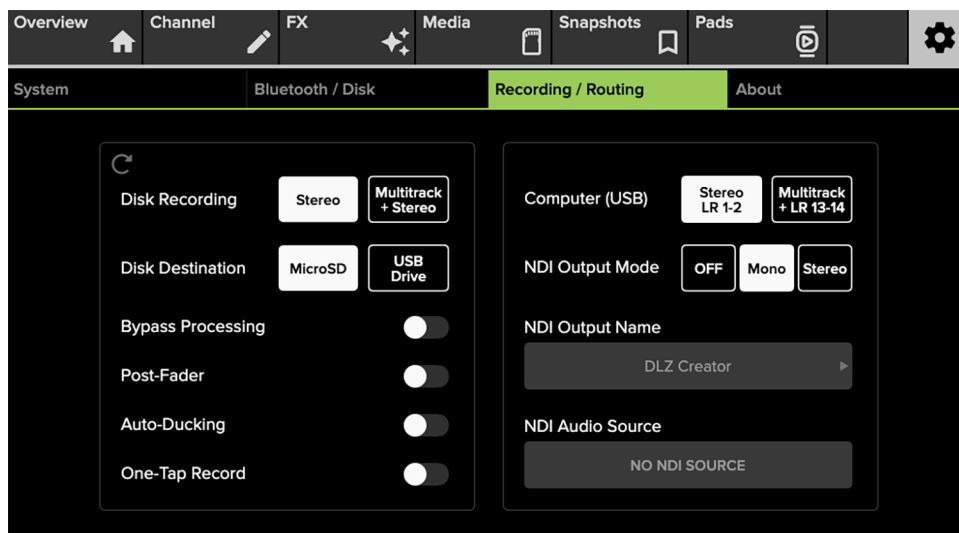 Overview Channel FX Media Snapshots Pads
System Bluetooth / Disk Recording / Routing About
Disk Recording
Stereo
Multitrack
+ Stereo
Disk Destination
MicroSD
USB
Drive
Bypass Processing
Post-Fader
Auto-Ducking
One-Tap Record
Computer (USB)
Stereo
LR 1-2
Multitrack
+ LR 13-14
NDI Output Mode
OFF
Mono
Stereo
NDI Output Name
DLZ Creator
NDI Audio Source
NO NDI SOURCE